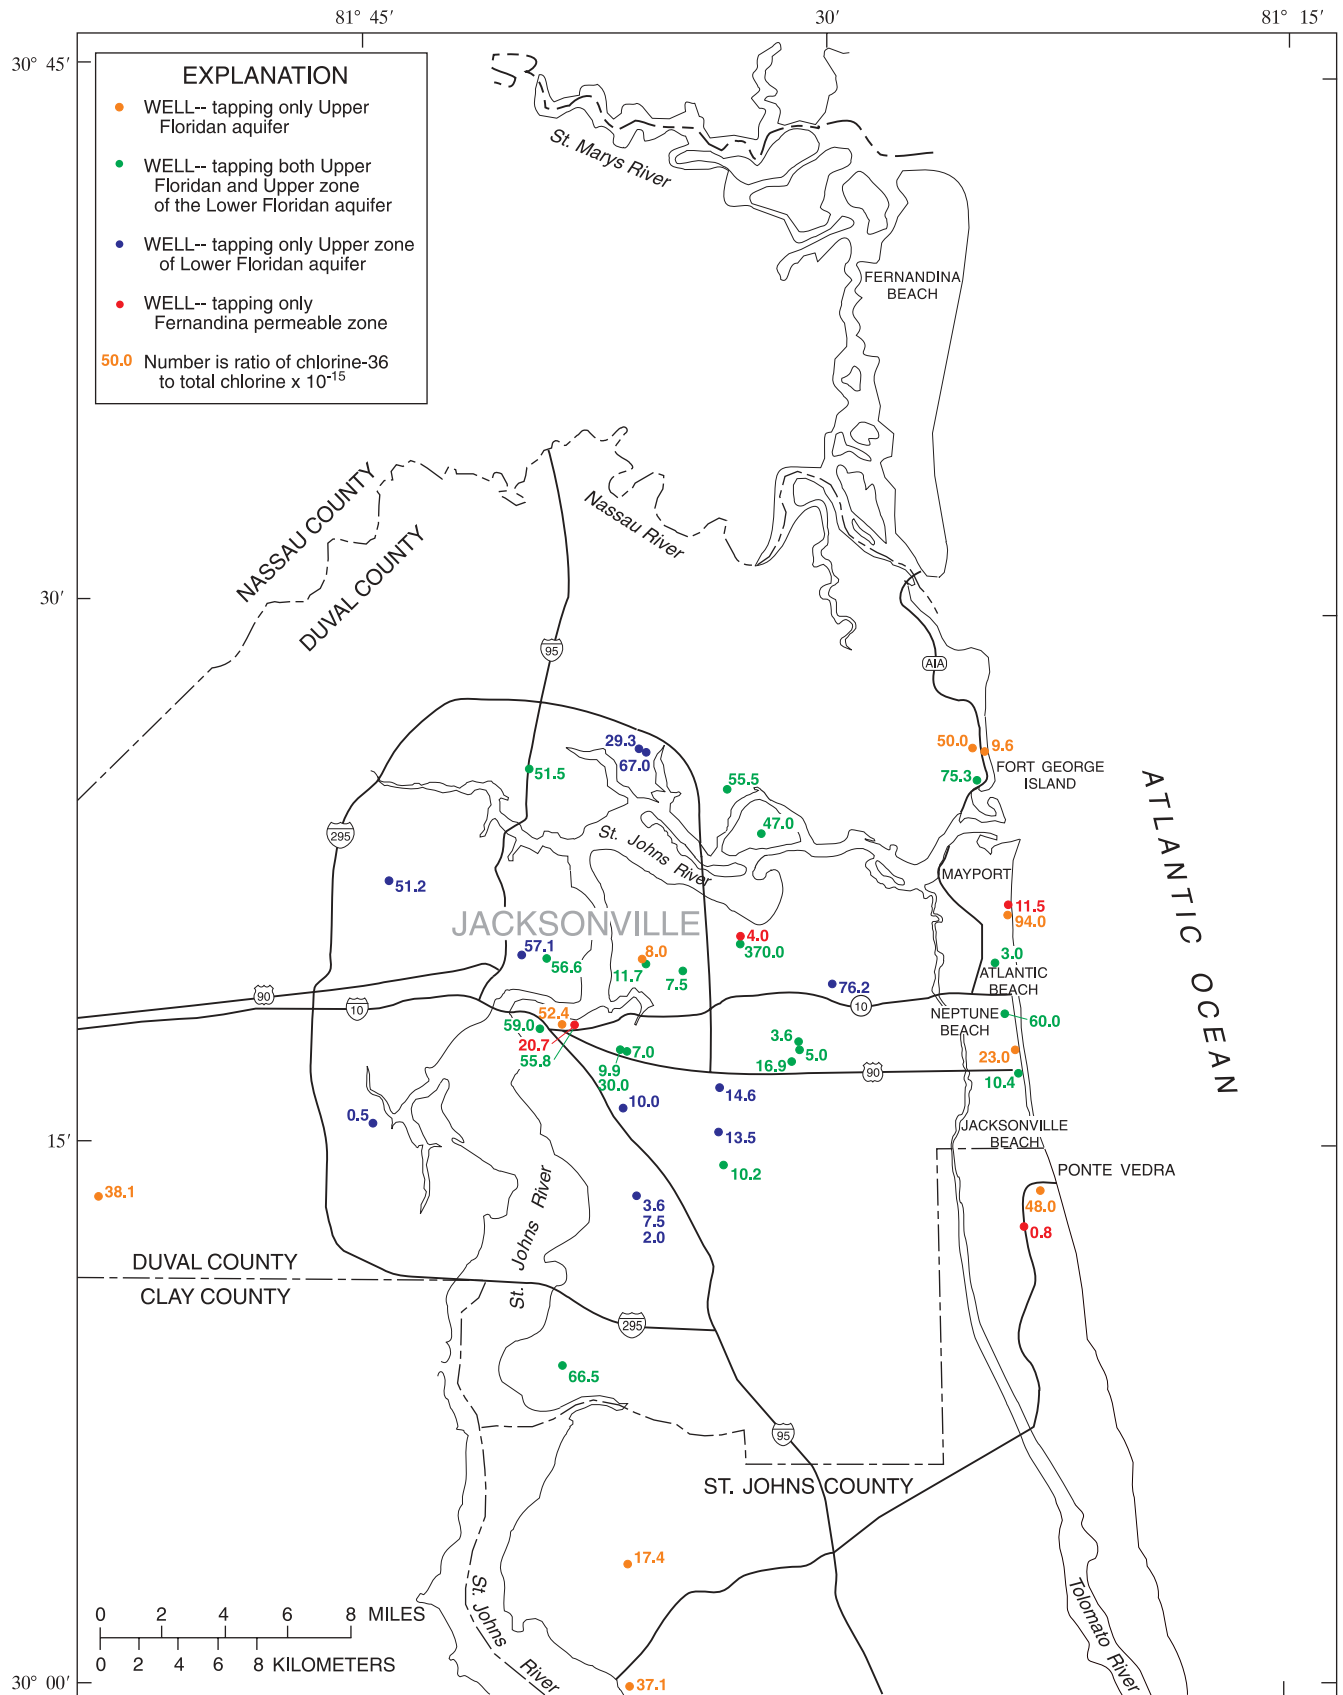 81° 45′
30′
81° 15′
30° 45′
EXPLANATION
WELL-- tapping only Upper
Floridan aquifer
WELL-- tapping both Upper
Floridan and Upper zone
of the Lower Floridan aquifer
WELL-- tapping only Upper zone
of Lower Floridan aquifer
WELL-- tapping only
Fernandina permeable zone
50.0 Number is ratio of chlorine-36
to total chlorine x 10-15
St. Marys River
FERNANDINA
BEACH
NASSAU COUNTY
DUVAL COUNTY
Nassau River
30′
95
AIA
29.3
67.0
50.0
9.6
51.5
55.5
75.3
FORT GEORGE
ISLAND
ATLANTIC OCEAN
47.0
295
St. Johns River
51.2
MAYPORT
11.5
94.0
JACKSONVILLE
4.0
370.0
57.1
56.6
8.0
11.7
7.5
3.0
ATLANTIC
BEACH
76.2
90
10
10
52.4
59.0
20.7
55.8
NEPTUNE
BEACH
60.0
3.6
5.0
16.9
7.0
9.9
30.0
23.0
10.4
90
14.6
10.0
0.5
13.5
15′
JACKSONVILLE
BEACH
10.2
PONTE VEDRA
38.1
3.6
7.5
2.0
48.0
0.8
St. Johns River
DUVAL COUNTY
CLAY COUNTY
295
66.5
95
ST. JOHNS COUNTY
17.4
St. Johns River
Tolomato River
0 2 4 6 8 MILES
0 2 4 6 8 KILOMETERS
30° 00′
37.1